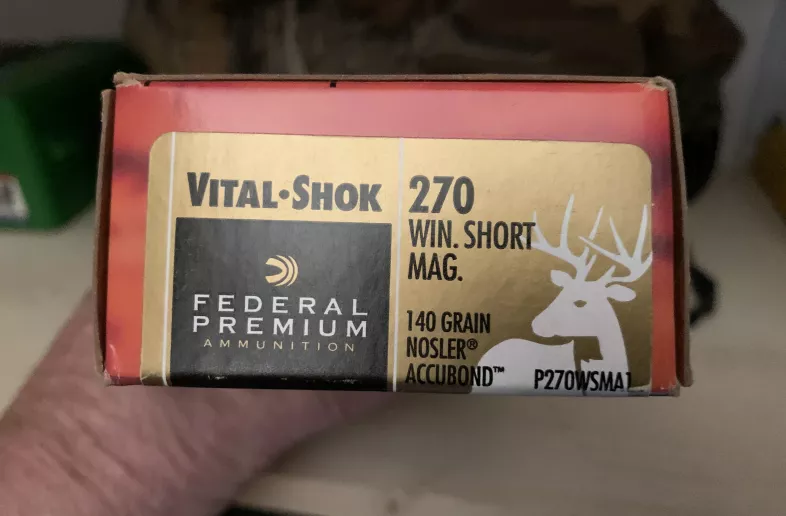 VITAL•SHOK
FEDERAL
PREMIUM
AMMUNITION
270
WIN. SHORT
MAG.
140 GRAIN
NOSLER®
ACCUBOND™
P270WSMA1